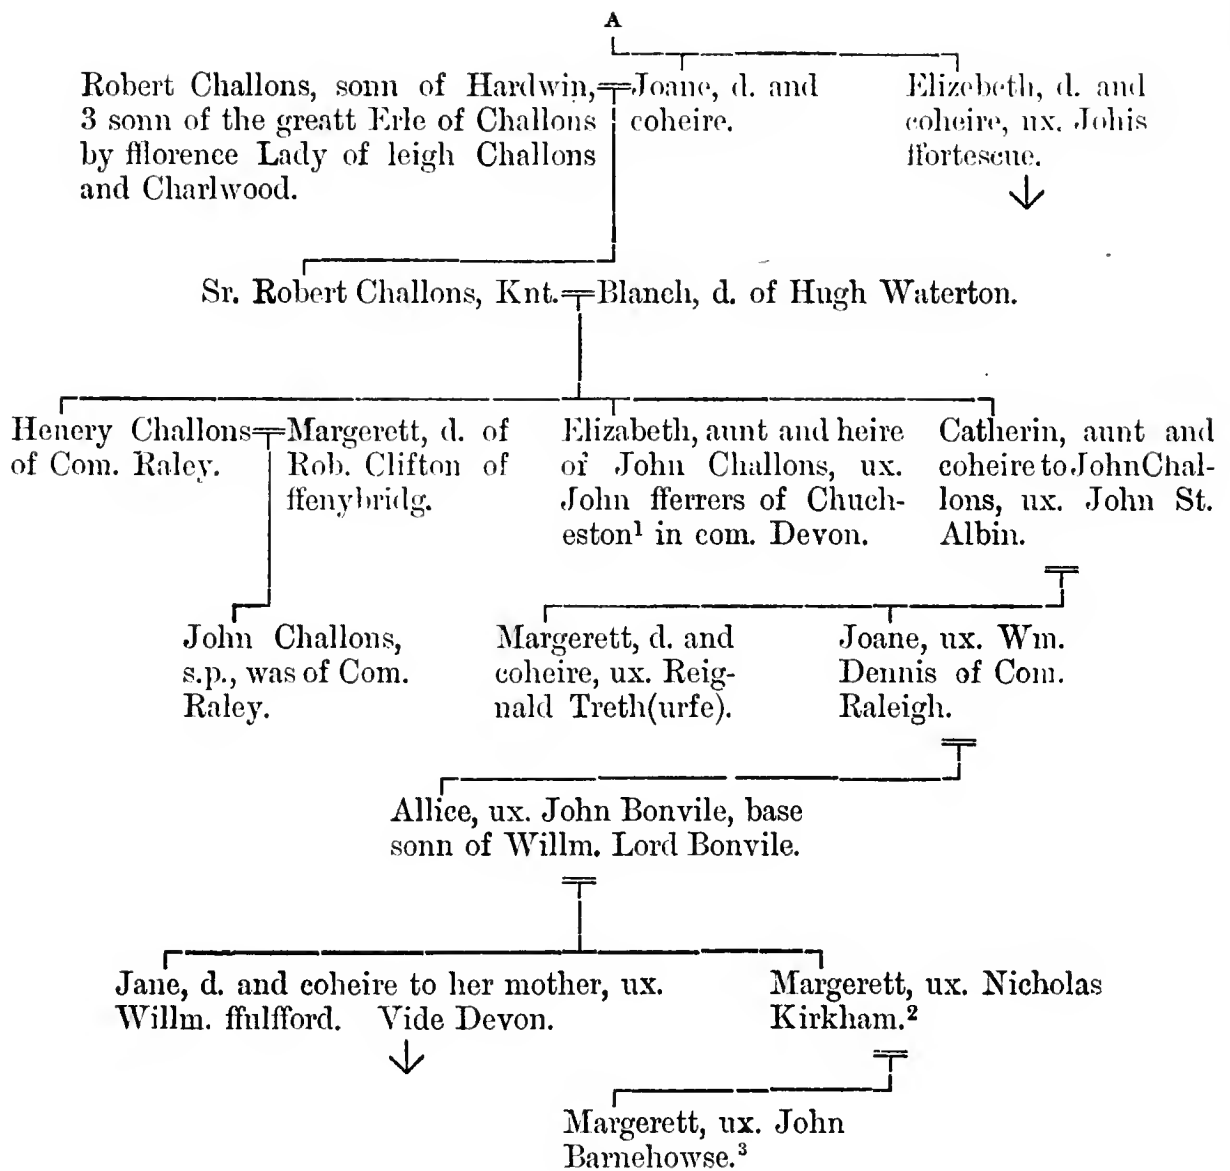 A
Robert Challons, sonn of Hardwin,
3 sonn of the greatt Erle of Challons
by fflorence Lady of leigh Challons
and Charlwood.
Joane, d. and
coheire.
Elizebeth, d. and
coheire, ux. Johis
ffortescue.
Sr. Robert Challons, Knt.
Blanch, d. of Hugh Waterton.
Henery Challons
of Com. Raley.
Margerett, d. of
Rob. Clifton of
ffenybridg.
Elizabeth, aunt and heire
of John Challons, ux.
John fferrers of Chuch-
eston¹ in com. Devon.
Catherin, aunt and
coheire to John Chal-
lons, ux. John St.
Albin.
John Challons,
s.p., was of Com.
Raley.
Margerett, d. and
coheire, ux. Reig-
nald Treth(urfe).
Joane, ux. Wm.
Dennis of Com.
Raleigh.
Allice, ux. John Bonvile, base
sonn of Willm. Lord Bonvile.
Jane, d. and coheire to her mother, ux.
Willm. ffulfford. Vide Devon.
Margerett, ux. Nicholas
Kirkham.²
Margerett, ux. John
Barnehowse.³